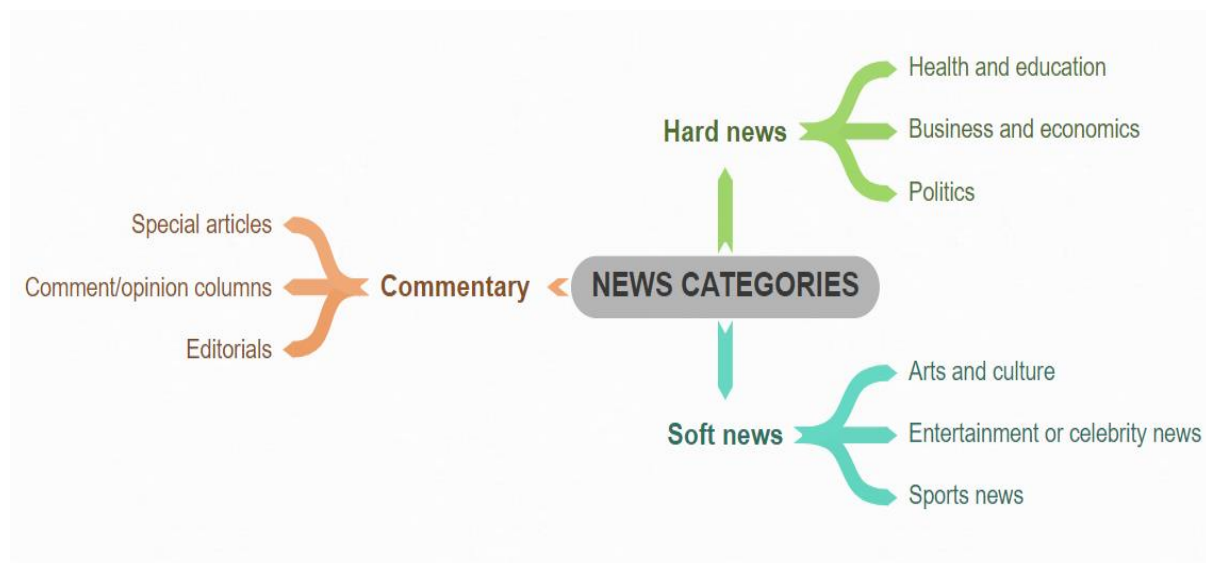 NEWS CATEGORIES
Hard news
Health and education
Business and economics
Politics
Soft news
Arts and culture
Entertainment or celebrity news
Sports news
Commentary
Special articles
Comment/opinion columns
Editorials